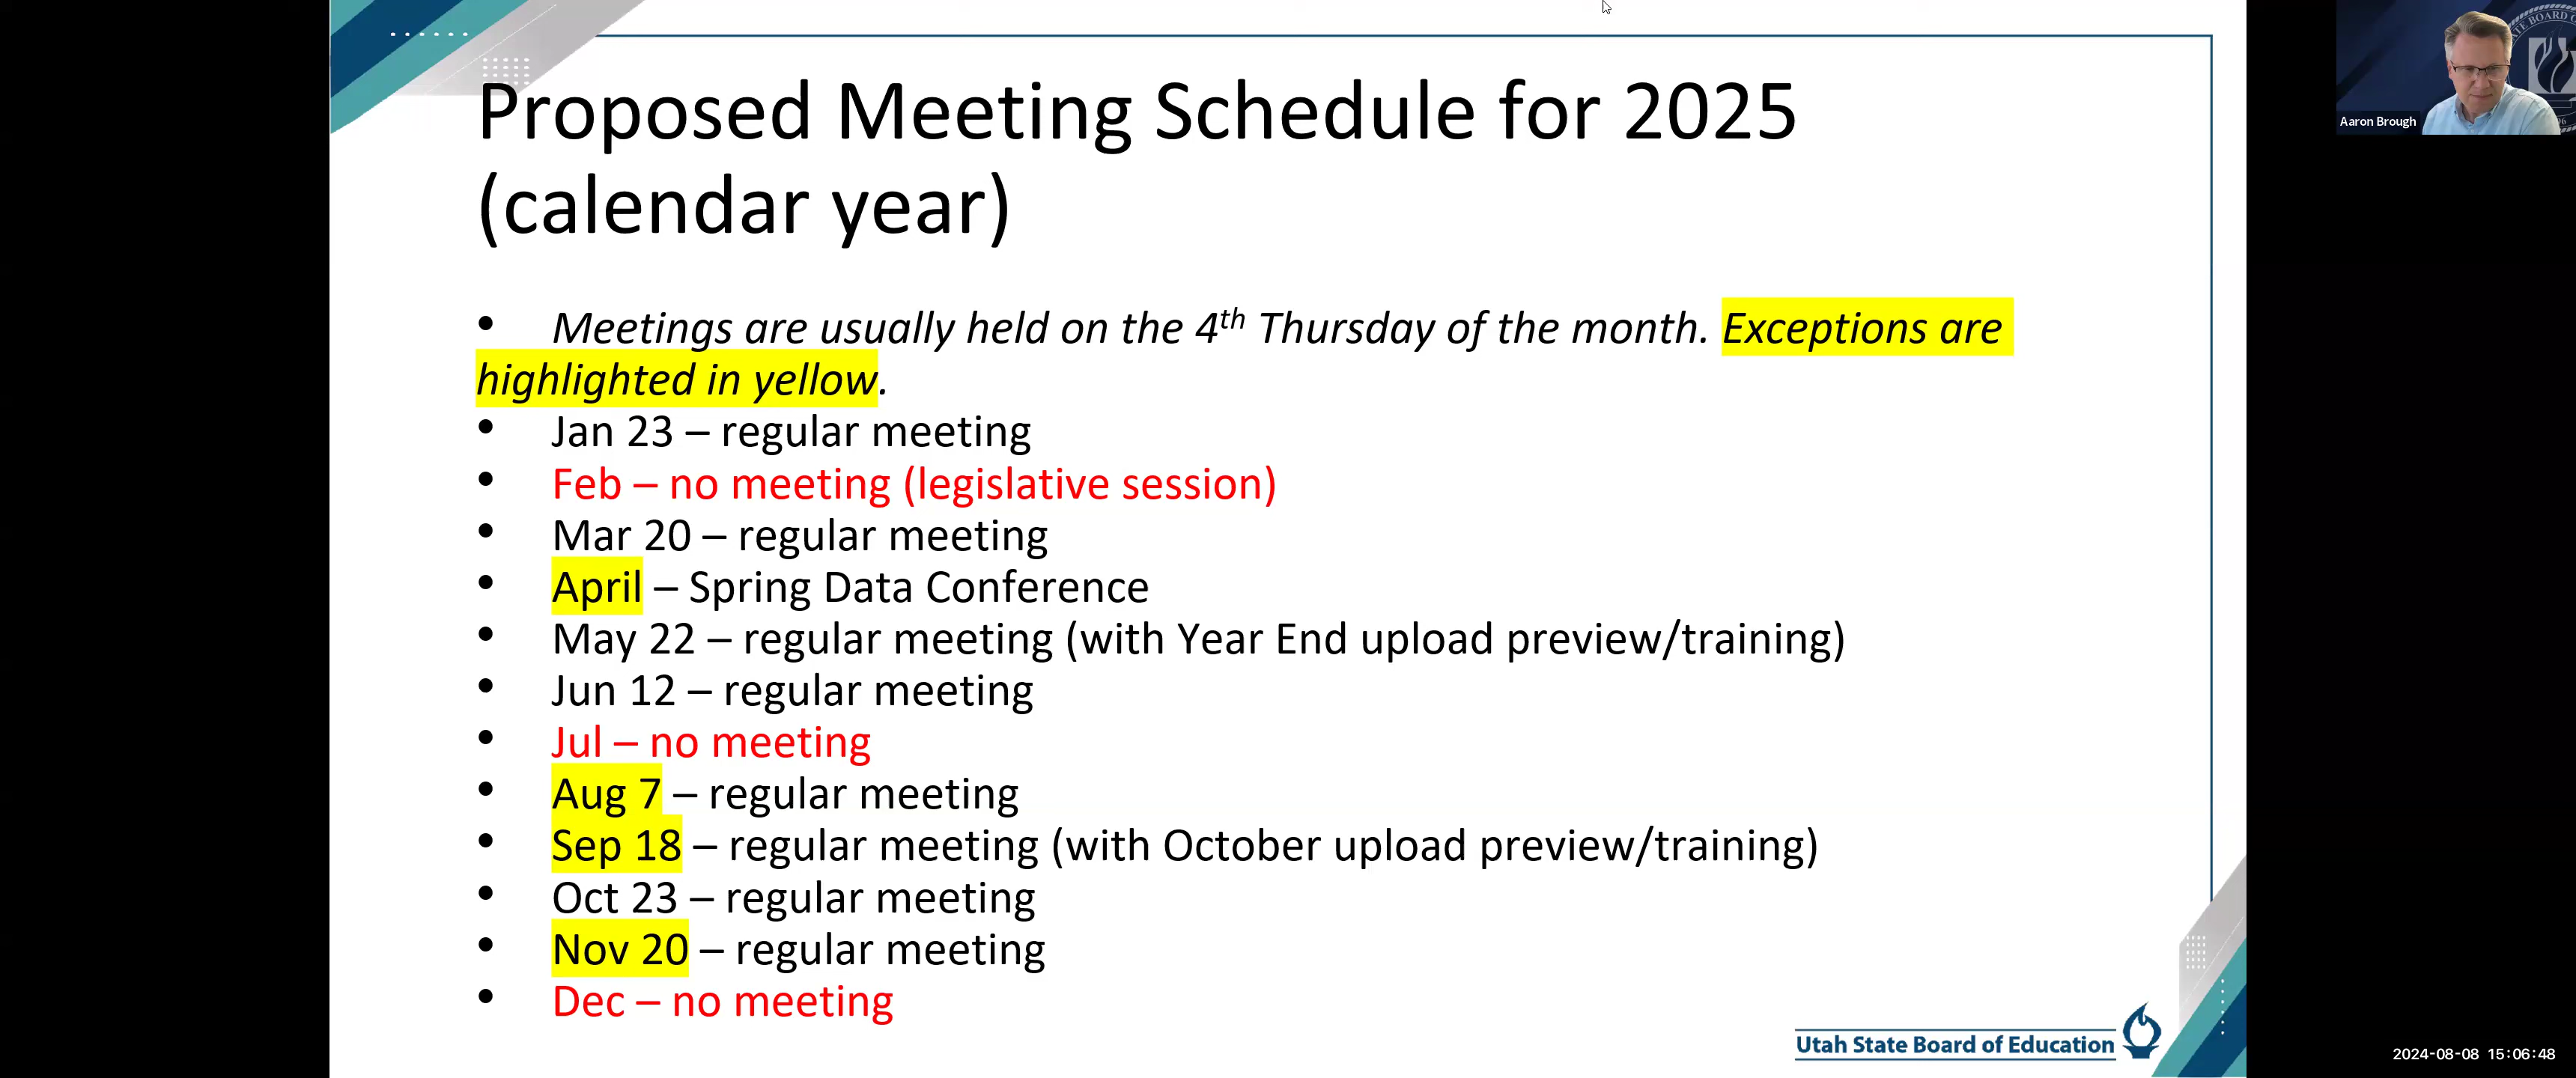 Proposed Meeting Schedule for 2025
(calendar year)
• Meetings are usually held on the 4th Thursday of the month. Exceptions are
highlighted in yellow.
• Jan 23 – regular meeting
• Feb – no meeting (legislative session)
• Mar 20 – regular meeting
• April – Spring Data Conference
• May 22 – regular meeting (with Year End upload preview/training)
• Jun 12 – regular meeting
• Jul – no meeting
• Aug 7 – regular meeting
• Sep 18 – regular meeting (with October upload preview/training)
• Oct 23 – regular meeting
• Nov 20 – regular meeting
• Dec – no meeting
Utah State Board of Education
Aaron Brough
2024-08-08 15:06:48